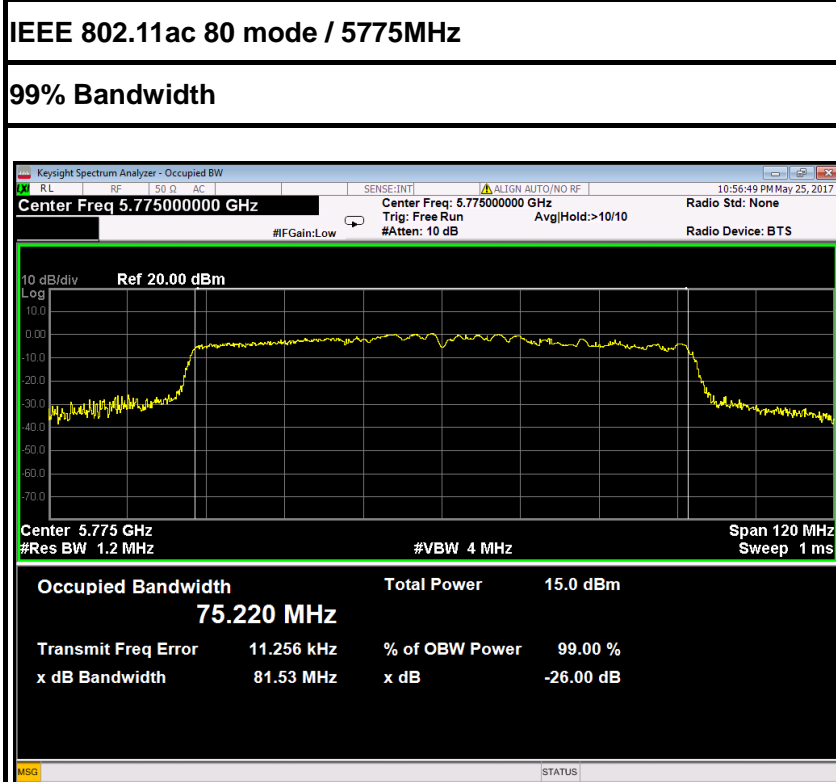 IEEE 802.11ac 80 mode / 5775MHz
99% Bandwidth
Keysight Spectrum Analyzer - Occupied BW
LXI RL RF 50 Ω AC SENSE:INT ALIGN AUTO/NO RF 10:56:49 PM May 25, 2017
Center Freq 5.775000000 GHz Center Freq: 5.775000000 GHz Radio Std: None
Trig: Free Run Avg|Hold:>10/10
#IFGain:Low #Atten: 10 dB Radio Device: BTS
10 dB/div Ref 20.00 dBm
Log
10.0
0.00
-10.0
-20.0
-30.0
-40.0
-50.0
-60.0
-70.0
Center 5.775 GHz Span 120 MHz
#Res BW 1.2 MHz #VBW 4 MHz Sweep 1 ms
Occupied Bandwidth Total Power 15.0 dBm
75.220 MHz
Transmit Freq Error 11.256 kHz % of OBW Power 99.00 %
x dB Bandwidth 81.53 MHz x dB -26.00 dB
MSG STATUS